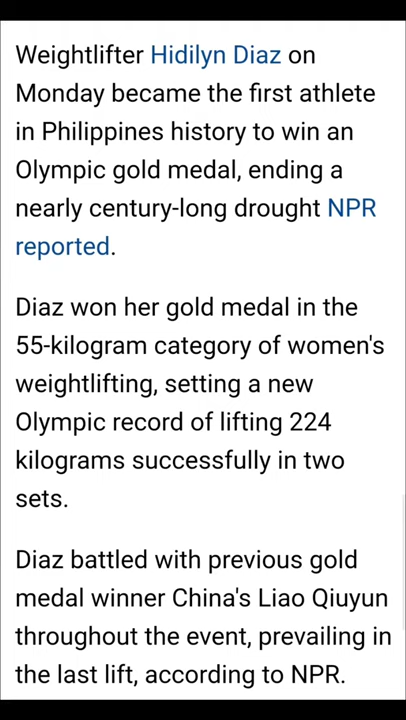 Weightlifter Hidilyn Diaz on
Monday became the first athlete
in Philippines history to win an
Olympic gold medal, ending a
nearly century-long drought NPR
reported.
Diaz won her gold medal in the
55-kilogram category of women's
weightlifting, setting a new
Olympic record of lifting 224
kilograms successfully in two
sets.
Diaz battled with previous gold
medal winner China's Liao Qiuyun
throughout the event, prevailing in
the last lift, according to NPR.